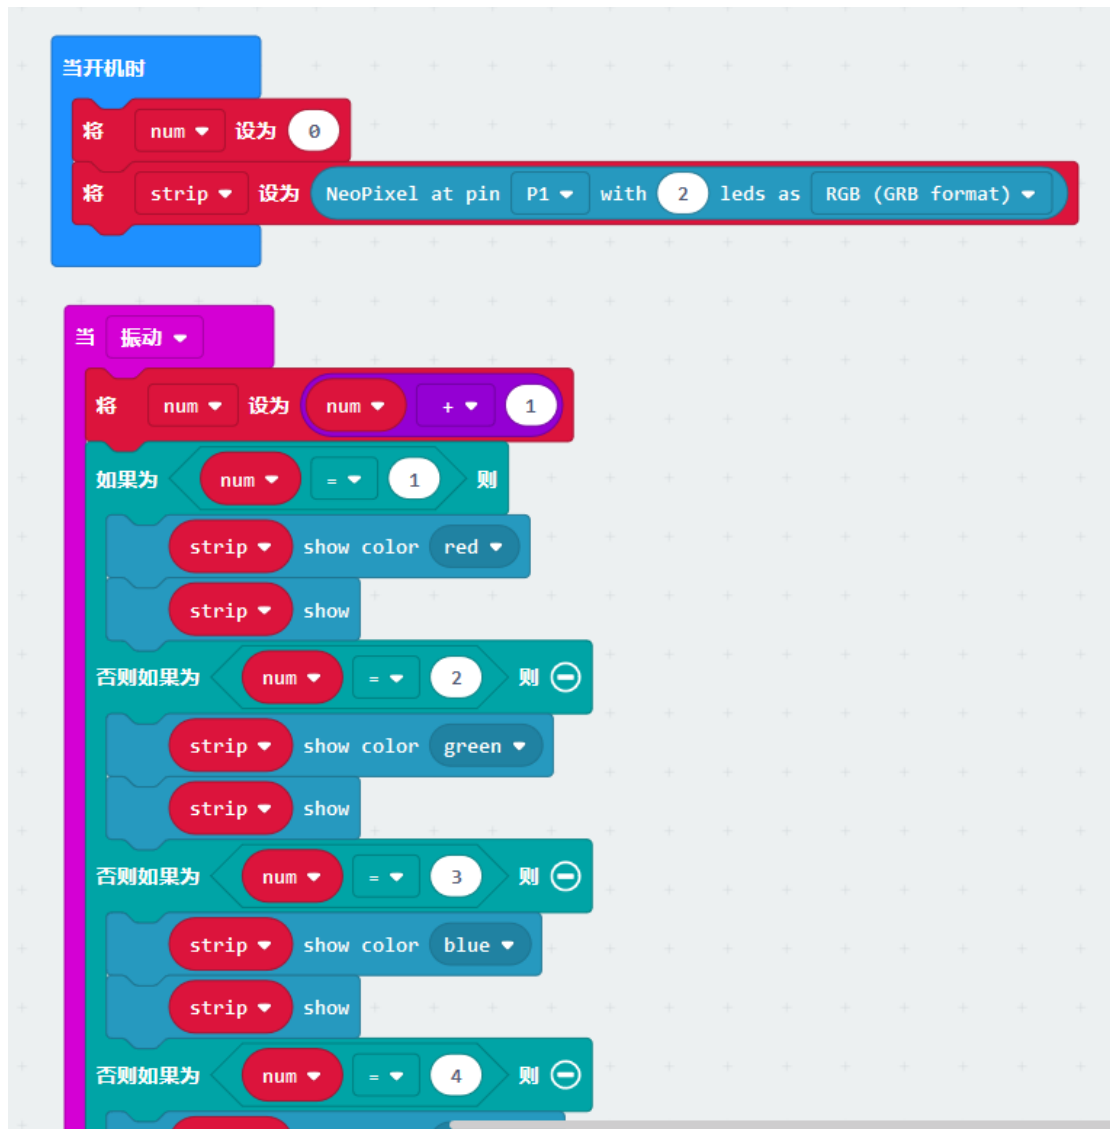 当开机时
将 num 设为 0
将 strip 设为 NeoPixel at pin P1 with 2 leds as RGB (GRB format)
当 振动
将 num 设为 num + 1
如果为 num = 1 则
strip show color red
strip show
否则如果为 num = 2 则
strip show color green
strip show
否则如果为 num = 3 则
strip show color blue
strip show
否则如果为 num = 4 则